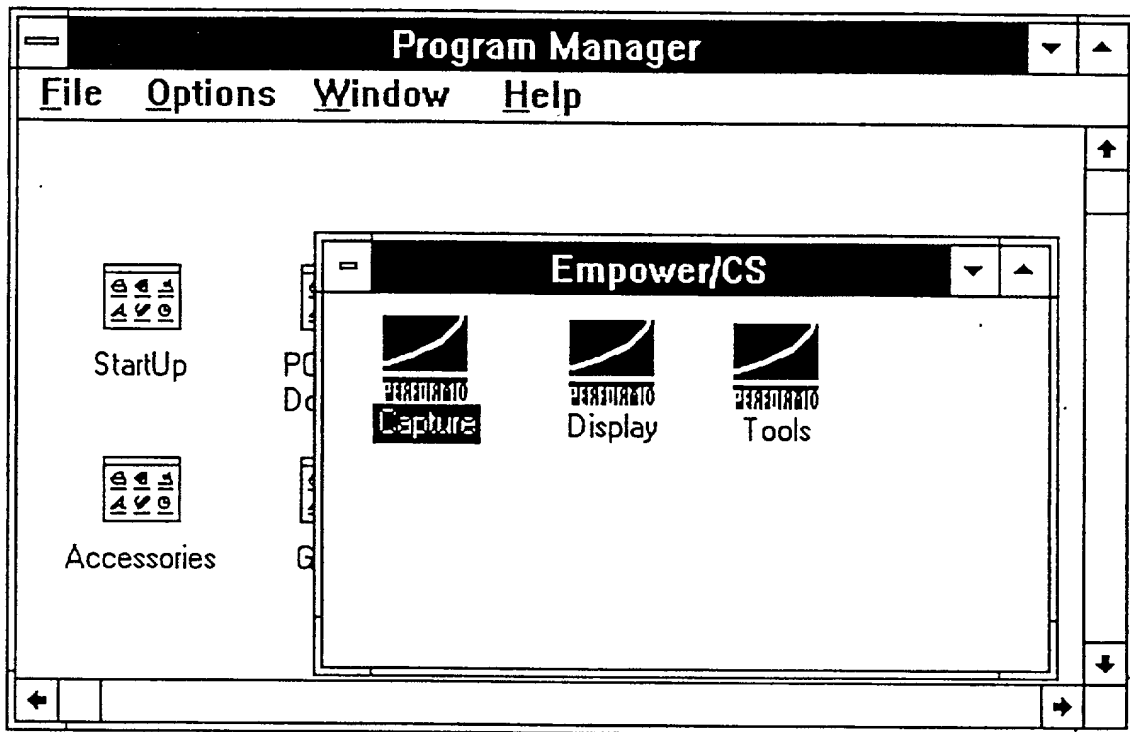 Program Manager
File Options Window Help
Empower/CS
StartUp
Capture
Display
Tools
Accessories